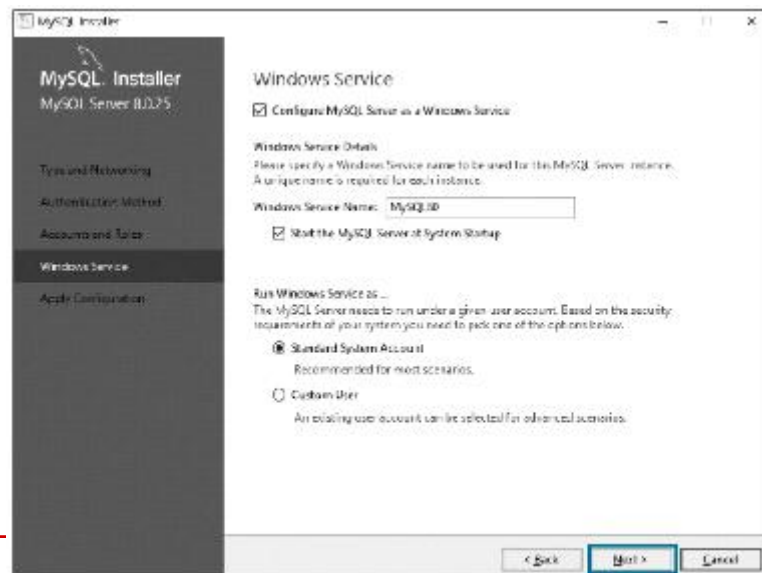 MySQL Installer
MySQL. Installer
MySQL Server 8.0.25
Type and Networking
Authentication Method
Accounts and Roles
Windows Service
Apply Configuration
Windows Service
Configure MySQL Server as a Windows Service
Windows Service Details
Please specify a Windows Service name to be used for this MySQL Server instance.
A unique name is required for each instance.
Windows Service Name: MySQL80
Start the MySQL Server at System Startup
Run Windows Service as ...
The MySQL Server needs to run under a given user account. Based on the security
requirements of your system you need to pick one of the options below.
Standard System Account
Recommended for most scenarios.
Custom User
An existing user account can be selected for advanced scenarios.
< Back Next > Cancel